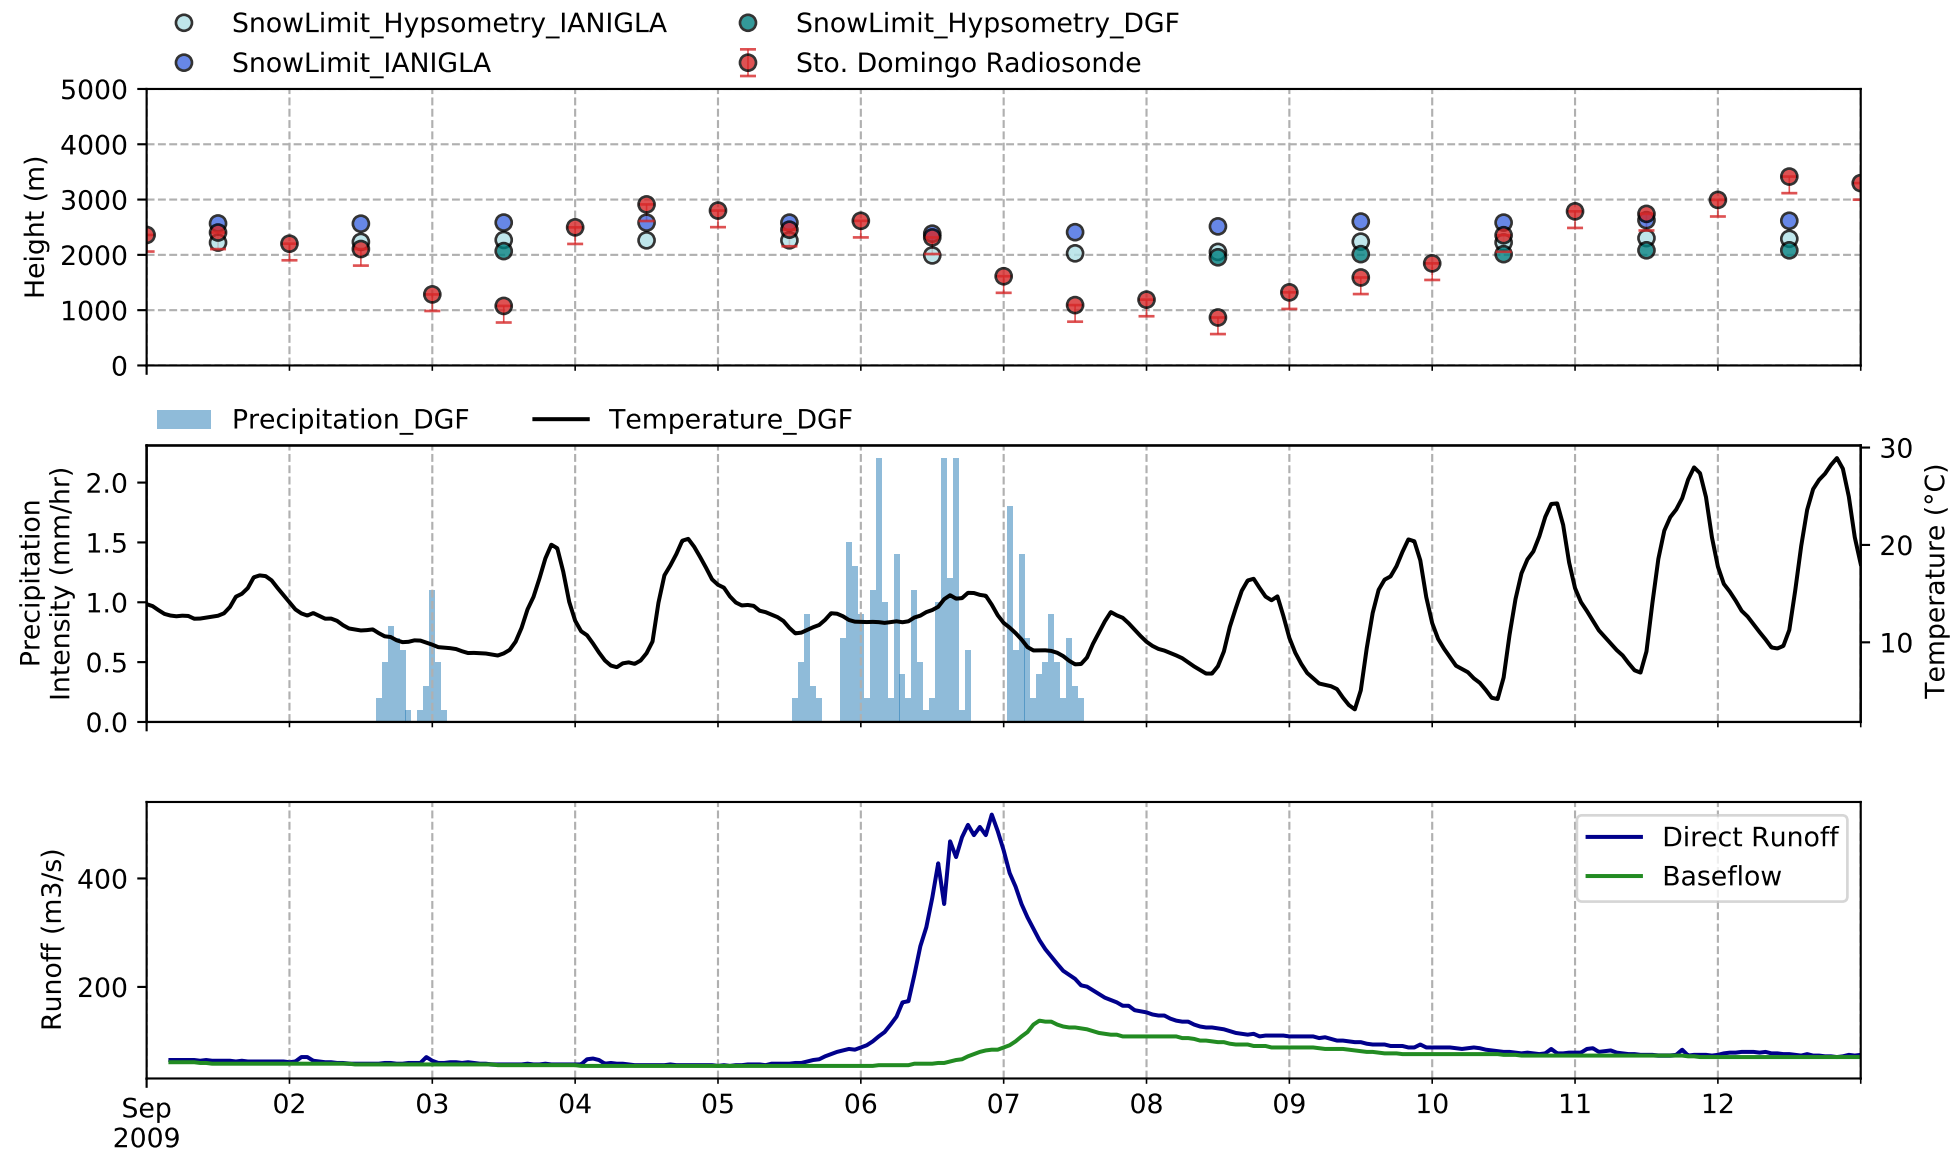 SnowLimit_Hypsometry_IANIGLA
SnowLimit_Hypsometry_DGF
SnowLimit_IANIGLA
Sto. Domingo Radiosonde
5000
4000
3000
2000
1000
0
Height (m)
Precipitation_DGF
Temperature_DGF
2.0
1.5
1.0
0.5
0.0
Precipitation
Intensity (mm/hr)
30
20
10
Temperature (°C)
Direct Runoff
Baseflow
400
200
Runoff (m3/s)
Sep
2009
02
03
04
05
06
07
08
09
10
11
12